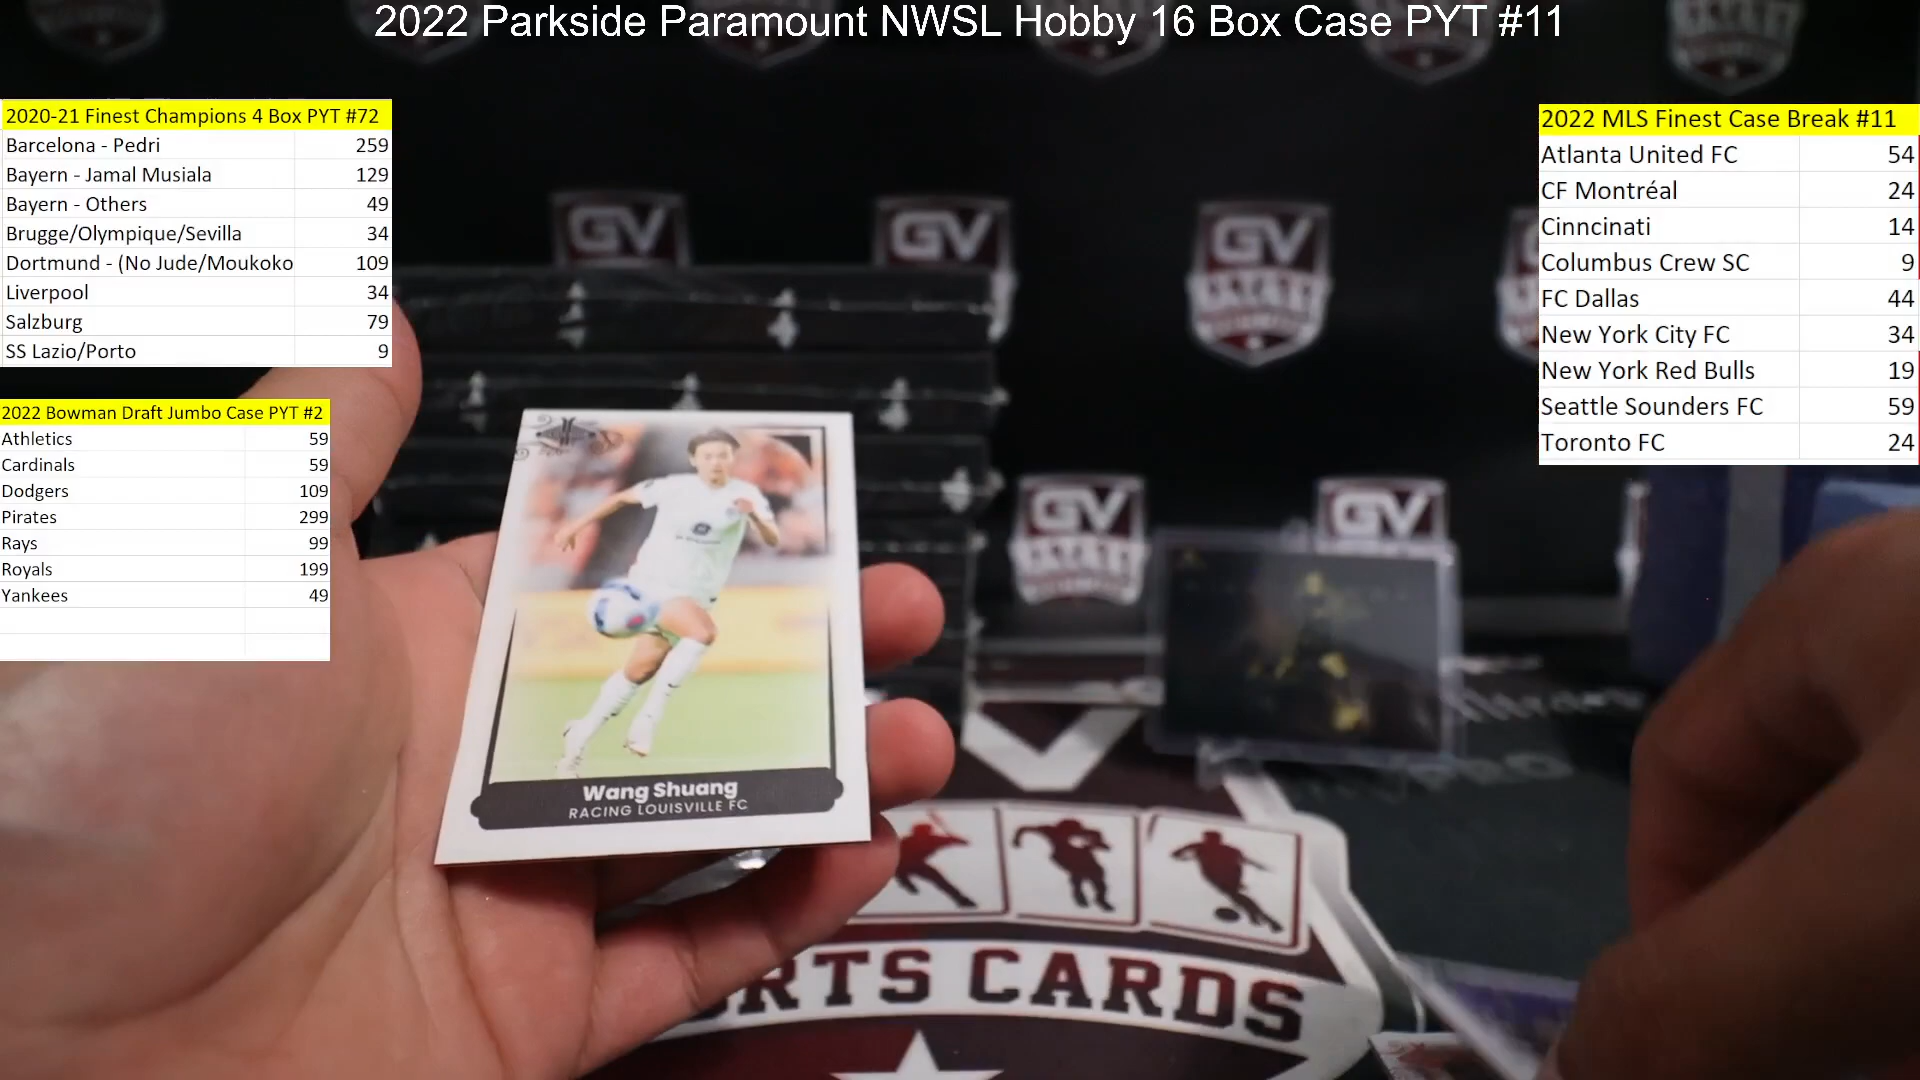 2022 Parkside Paramount NWSL Hobby 16 Box Case PYT #11
2020-21 Finest Champions 4 Box PYT #72
Barcelona - Pedri 259
Bayern - Jamal Musiala 129
Bayern - Others 49
Brugge/Olympique/Sevilla 34
Dortmund - (No Jude/Moukoko 109
Liverpool 34
Salzburg 79
SS Lazio/Porto 9
2022 Bowman Draft Jumbo Case PYT #2
Athletics 59
Cardinals 59
Dodgers 109
Pirates 299
Rays 99
Royals 199
Yankees 49
2022 MLS Finest Case Break #11
Atlanta United FC 54
CF Montréal 24
Cinncinati 14
Columbus Crew SC 9
FC Dallas 44
New York City FC 34
New York Red Bulls 19
Seattle Sounders FC 59
Toronto FC 24
GV
GV
GV
GV
GV
Wang Shuang
RACING LOUISVILLE FC
CARDS